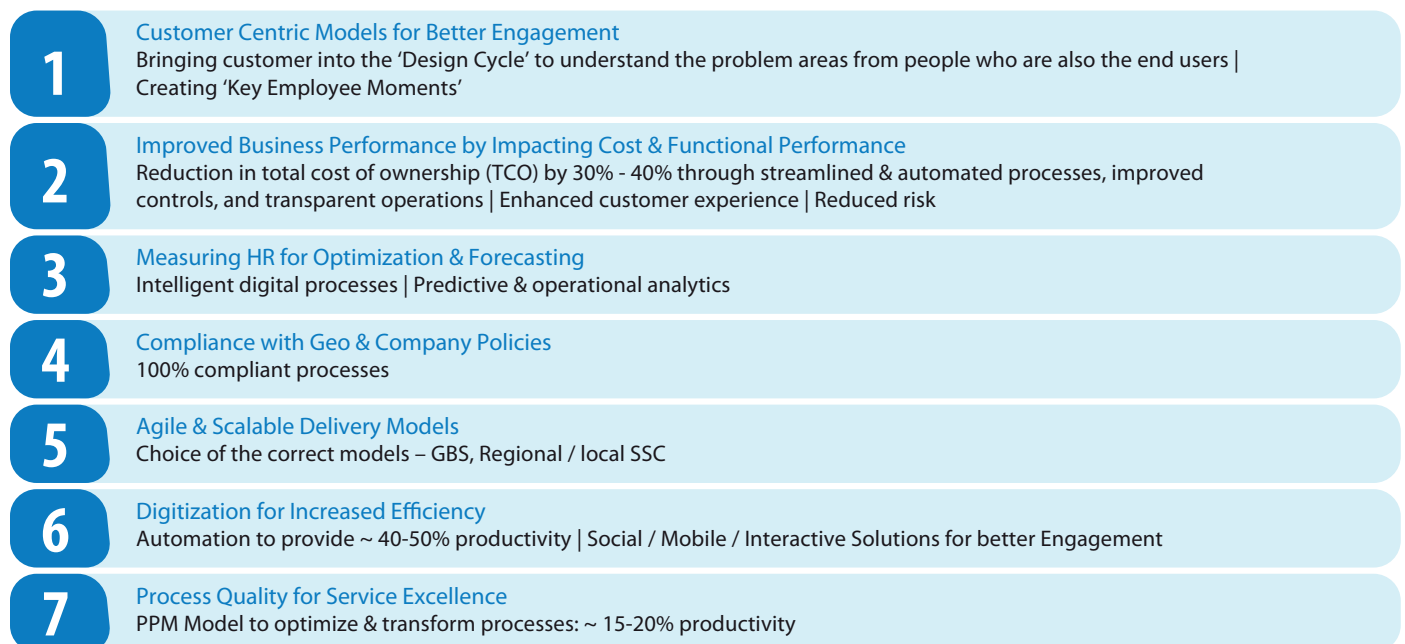 1
Customer Centric Models for Better Engagement
Bringing customer into the ‘Design Cycle’ to understand the problem areas from people who are also the end users |
Creating ‘Key Employee Moments’
2
Improved Business Performance by Impacting Cost & Functional Performance
Reduction in total cost of ownership (TCO) by 30% - 40% through streamlined & automated processes, improved
controls, and transparent operations | Enhanced customer experience | Reduced risk
3
Measuring HR for Optimization & Forecasting
Intelligent digital processes | Predictive & operational analytics
4
Compliance with Geo & Company Policies
100% compliant processes
5
Agile & Scalable Delivery Models
Choice of the correct models – GBS, Regional / local SSC
6
Digitization for Increased Efficiency
Automation to provide ~ 40-50% productivity | Social / Mobile / Interactive Solutions for better Engagement
7
Process Quality for Service Excellence
PPM Model to optimize & transform processes: ~ 15-20% productivity